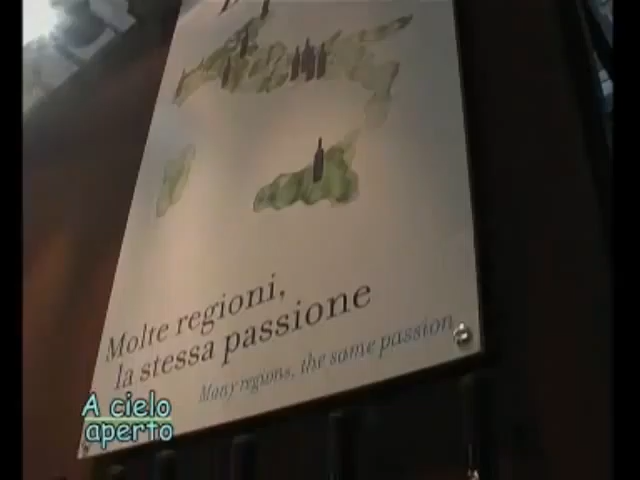 Molte regioni,
la stessa passione
Many regions, the same passion
A cielo
aperto